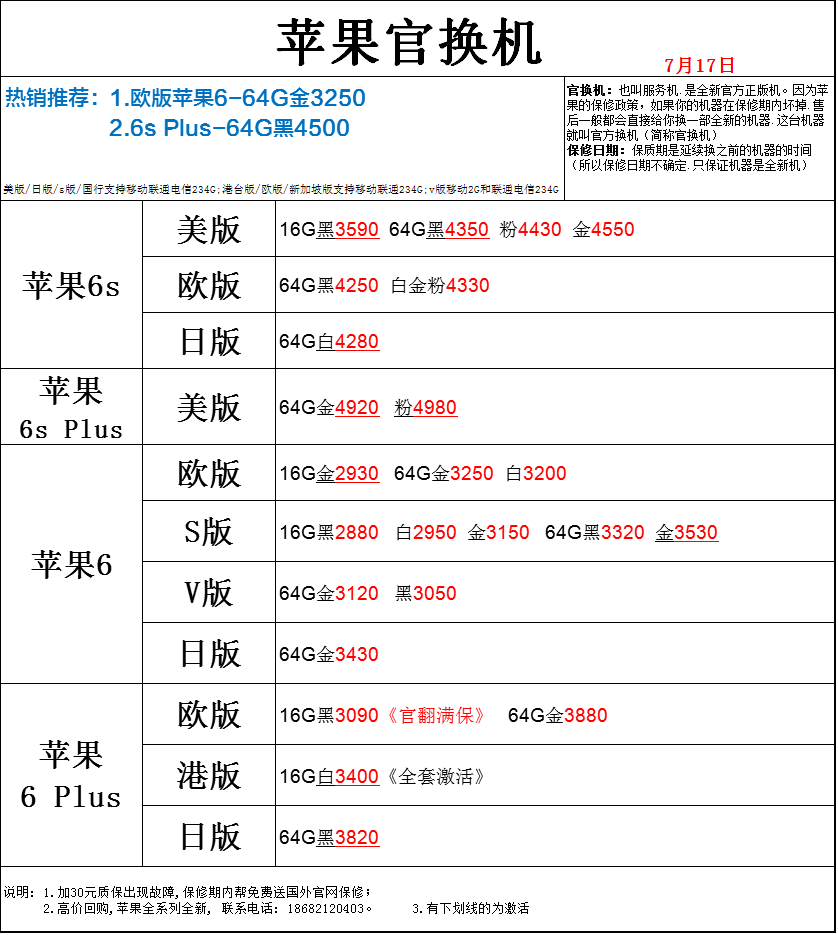 苹果官换机
7月17日
热销推荐：1.欧版苹果6-64G金3250
2.6s Plus-64G黑4500
美版/日版/s版/国行支持移动联通电信234G;港台版/欧版/新加坡版支持移动联通234G;v版移动2G和联通电信234G
官换机：也叫服务机.是全新官方正版机。因为苹
果的保修政策，如果你的机器在保修期内坏掉.售
后一般都会直接给你换一部全新的机器.这台机器
就叫官方换机（简称官换机）
保修日期：保质期是延续换之前的机器的时间
（所以保修日期不确定.只保证机器是全新机）
苹果6s
美版 16G黑3590 64G黑4350 粉4430 金4550
欧版 64G黑4250 白金粉4330
日版 64G白4280
苹果
6s Plus
美版 64G金4920 粉4980
苹果6
欧版 16G金2930 64G金3250 白3200
S版 16G黑2880 白2950 金3150 64G黑3320 金3530
V版 64G金3120 黑3050
日版 64G金3430
苹果
6 Plus
欧版 16G黑3090《官翻满保》 64G金3880
港版 16G白3400《全套激活》
日版 64G黑3820
说明：1.加30元质保出现故障,保修期内帮免费送国外官网保修；
2.高价回购,苹果全系列全新, 联系电话: 18682120403。 3.有下划线的为激活